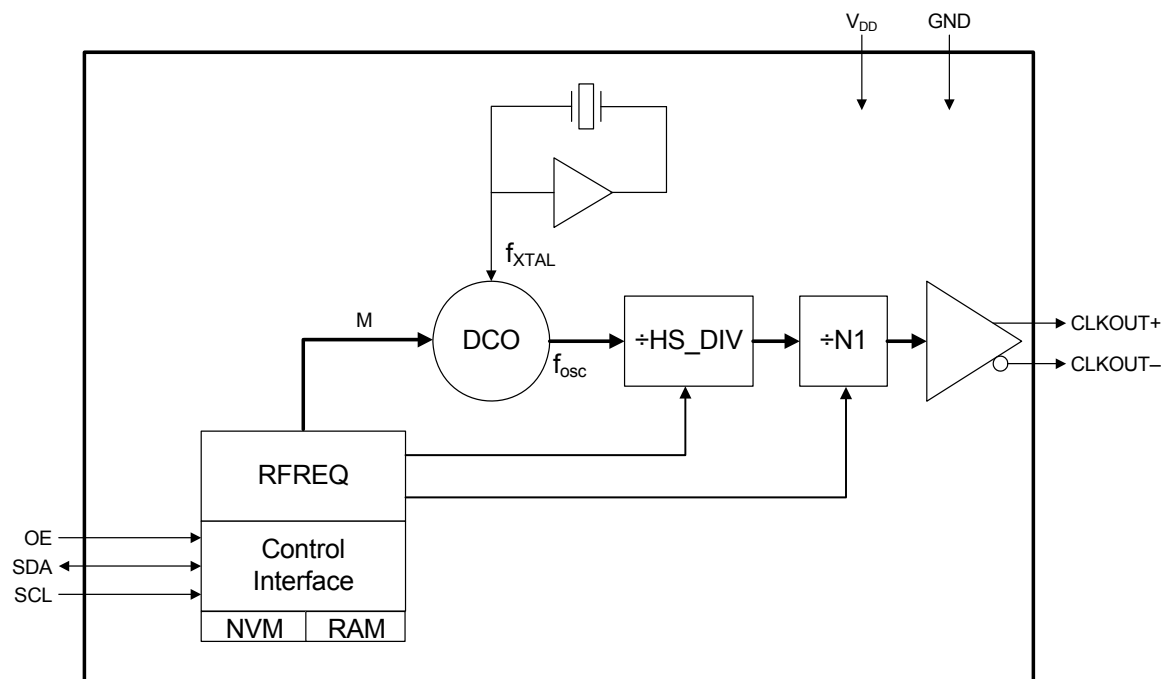 VDD
GND
fXTAL
M
DCO
fosc
÷HS_DIV
÷N1
CLKOUT+
CLKOUT–
RFREQ
OE
SDA
SCL
Control
Interface
NVM
RAM